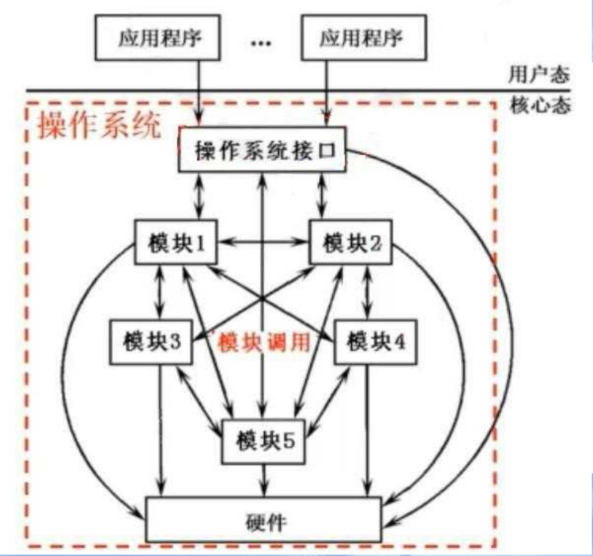 应用程序 … 应用程序
用户态
核心态
操作系统
操作系统接口
模块1 模块2
模块3 模块调用 模块4
模块5
硬件